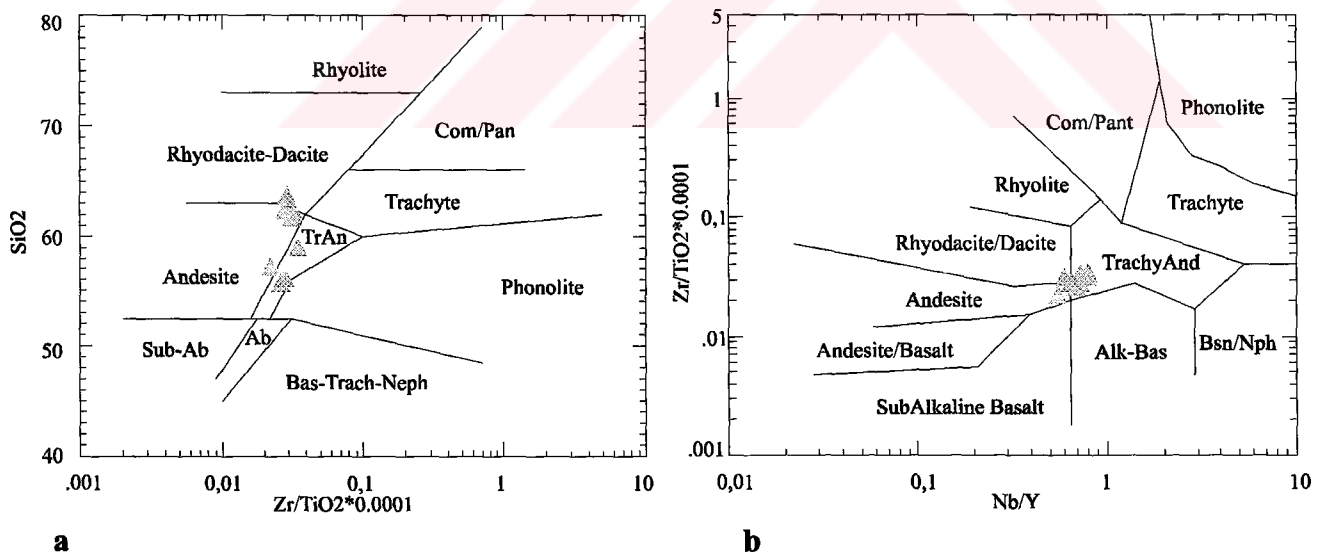 80
70
60
50
40
SiO2
.001
0,01
0,1
1
10
Zr/TiO2*0.0001
Rhyolite
Com/Pan
Rhyodacite-Dacite
Trachyte
TrAn
Andesite
Phonolite
Sub-Ab
Ab
Bas-Trach-Neph
a
5
1
0,1
.01
.001
Zr/TiO2*0.0001
0,01
0,1
1
10
Nb/Y
Com/Pant
Phonolite
Rhyolite
Trachyte
Rhyodacite/Dacite
TrachyAnd
Andesite
Andesite/Basalt
Alk-Bas
Bsn/Nph
SubAlkaline Basalt
b